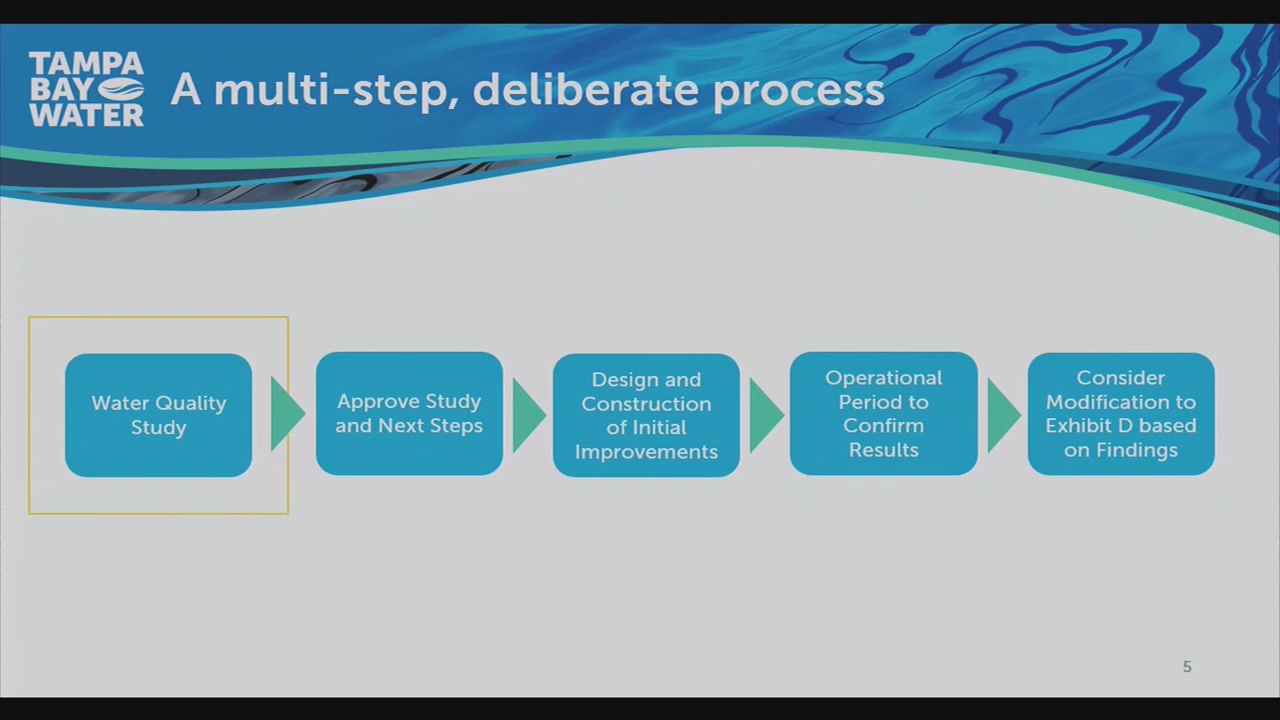 TAMPA
BAY
WATER
A multi-step, deliberate process
Water Quality
Study
Approve Study
and Next Steps
Design and
Construction
of Initial
Improvements
Operational
Period to
Confirm
Results
Consider
Modification to
Exhibit D based
on Findings
5